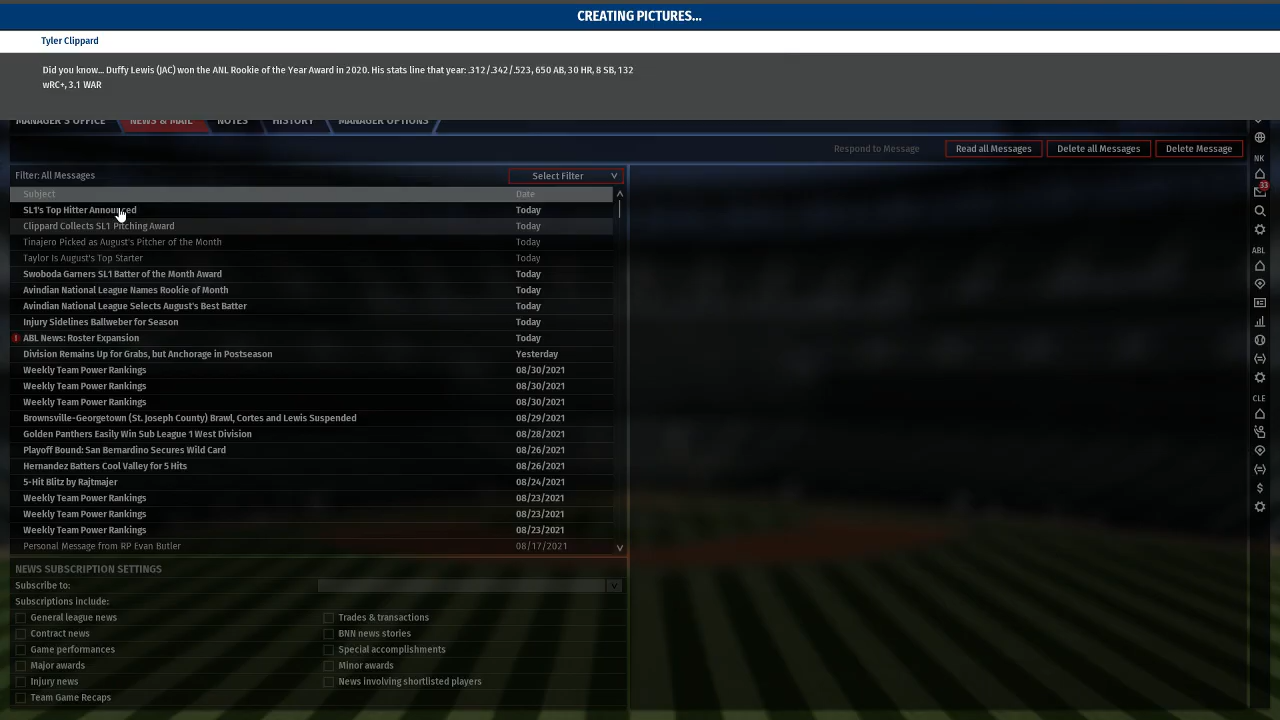 CREATING PICTURES...
Tyler Clippard
Did you know... Duffy Lewis (JAC) won the ANL Rookie of the Year Award in 2020. His stats line that year: .312/.342/.523, 650 AB, 30 HR, 8 SB, 132
wRC+, 3.1 WAR
MANAGER'S OFFICE NEWS & MAIL NOTES HISTORY MANAGER OPTIONS
Respond to Message Read all Messages Delete all Messages Delete Message
Filter: All Messages Select Filter
Subject Date
SL1's Top Hitter Announced Today
Clippard Collects SL1 Pitching Award Today
Tinajero Picked as August's Pitcher of the Month Today
Taylor Is August's Top Starter Today
Swoboda Garners SL1 Batter of the Month Award Today
Avindian National League Names Rookie of Month Today
Avindian National League Selects August's Best Batter Today
Injury Sidelines Ballweber for Season Today
ABL News: Roster Expansion Today
Division Remains Up for Grabs, but Anchorage in Postseason Yesterday
Weekly Team Power Rankings 08/30/2021
Weekly Team Power Rankings 08/30/2021
Weekly Team Power Rankings 08/30/2021
Brownsville-Georgetown (St. Joseph County) Brawl, Cortes and Lewis Suspended 08/29/2021
Golden Panthers Easily Win Sub League 1 West Division 08/28/2021
Playoff Bound: San Bernardino Secures Wild Card 08/26/2021
Hernandez Batters Cool Valley for 5 Hits 08/26/2021
5-Hit Blitz by Rajtmajer 08/24/2021
Weekly Team Power Rankings 08/23/2021
Weekly Team Power Rankings 08/23/2021
Weekly Team Power Rankings 08/23/2021
Personal Message from RP Evan Butler 08/17/2021
NEWS SUBSCRIPTION SETTINGS
Subscribe to:
Subscriptions include:
General league news Trades & transactions
Contract news BNN news stories
Game performances Special accomplishments
Major awards Minor awards
Injury news News involving shortlisted players
Team Game Recaps
NK
33
ABL
CLE